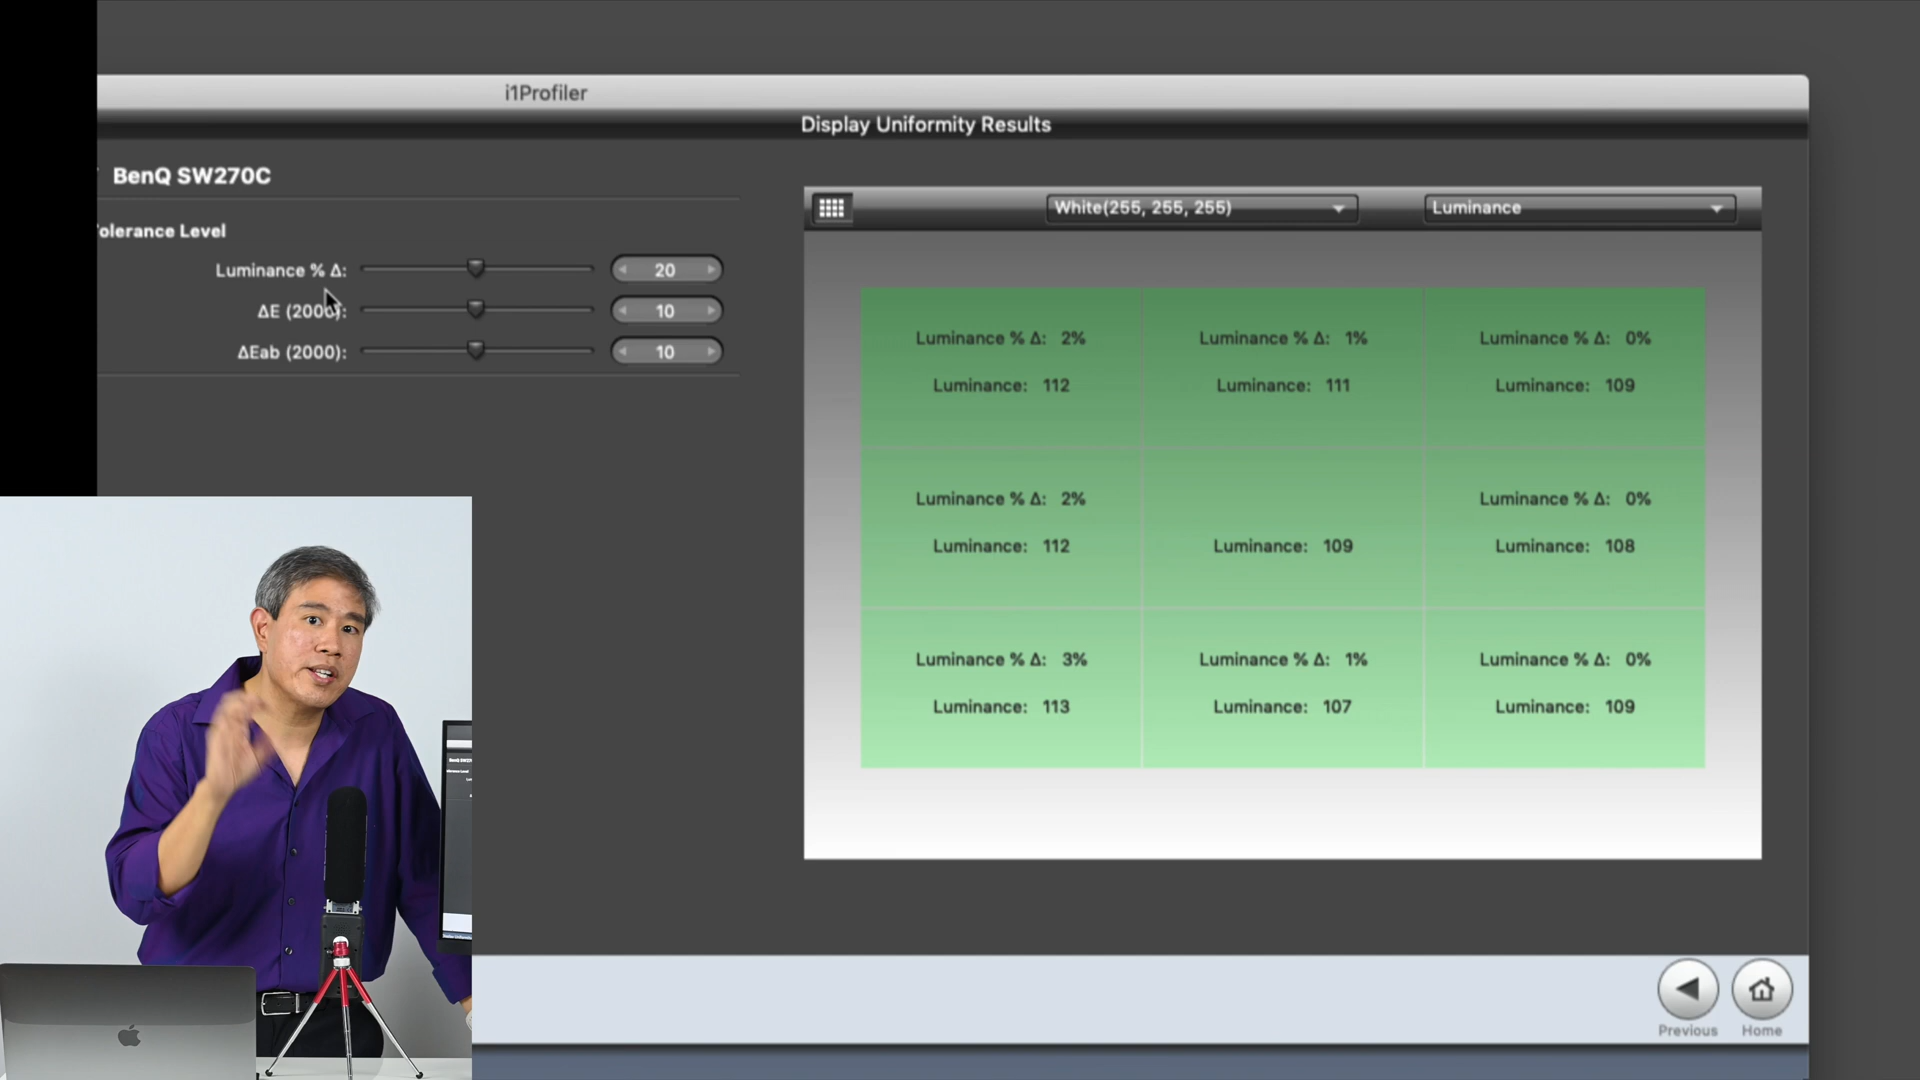 i1Profiler
Display Uniformity Results
BenQ SW270C
olerance Level
Luminance % Δ: 20
ΔE (2000): 10
ΔEab (2000): 10
White(255, 255, 255)
Luminance
Luminance % Δ: 2%
Luminance: 112
Luminance % Δ: 1%
Luminance: 111
Luminance % Δ: 0%
Luminance: 109
Luminance % Δ: 2%
Luminance: 112
Luminance: 109
Luminance % Δ: 0%
Luminance: 108
Luminance % Δ: 3%
Luminance: 113
Luminance % Δ: 1%
Luminance: 107
Luminance % Δ: 0%
Luminance: 109
Previous
Home